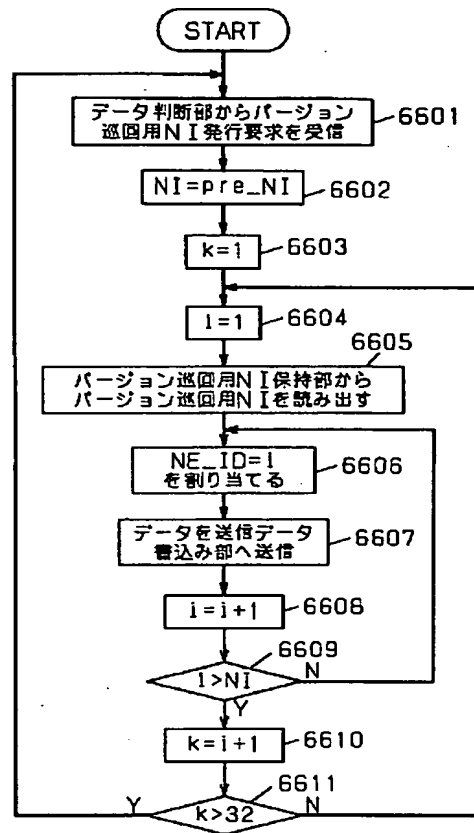 START
データ判断部からバージョン
巡回用NI発行要求を受信
6601
NI=pre_NI
6602
k=1
6603
i=1
6604
6605
バージョン巡回用NI保持部から
バージョン巡回用NIを読み出す
NE_ID=i
を割り当てる
6606
データを送信データ
書込み部へ送信
6607
i=i+1
6608
6609
i>NI
N
Y
k=i+1
6610
6611
Y
k>32
N